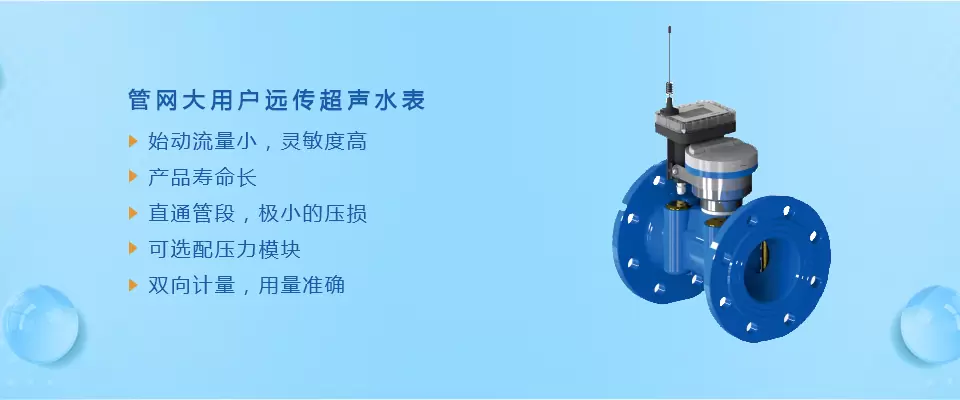 管网大用户远传超声水表
始动流量小，灵敏度高
产品寿命长
直通管段，极小的压损
可选配压力模块
双向计量，用量准确